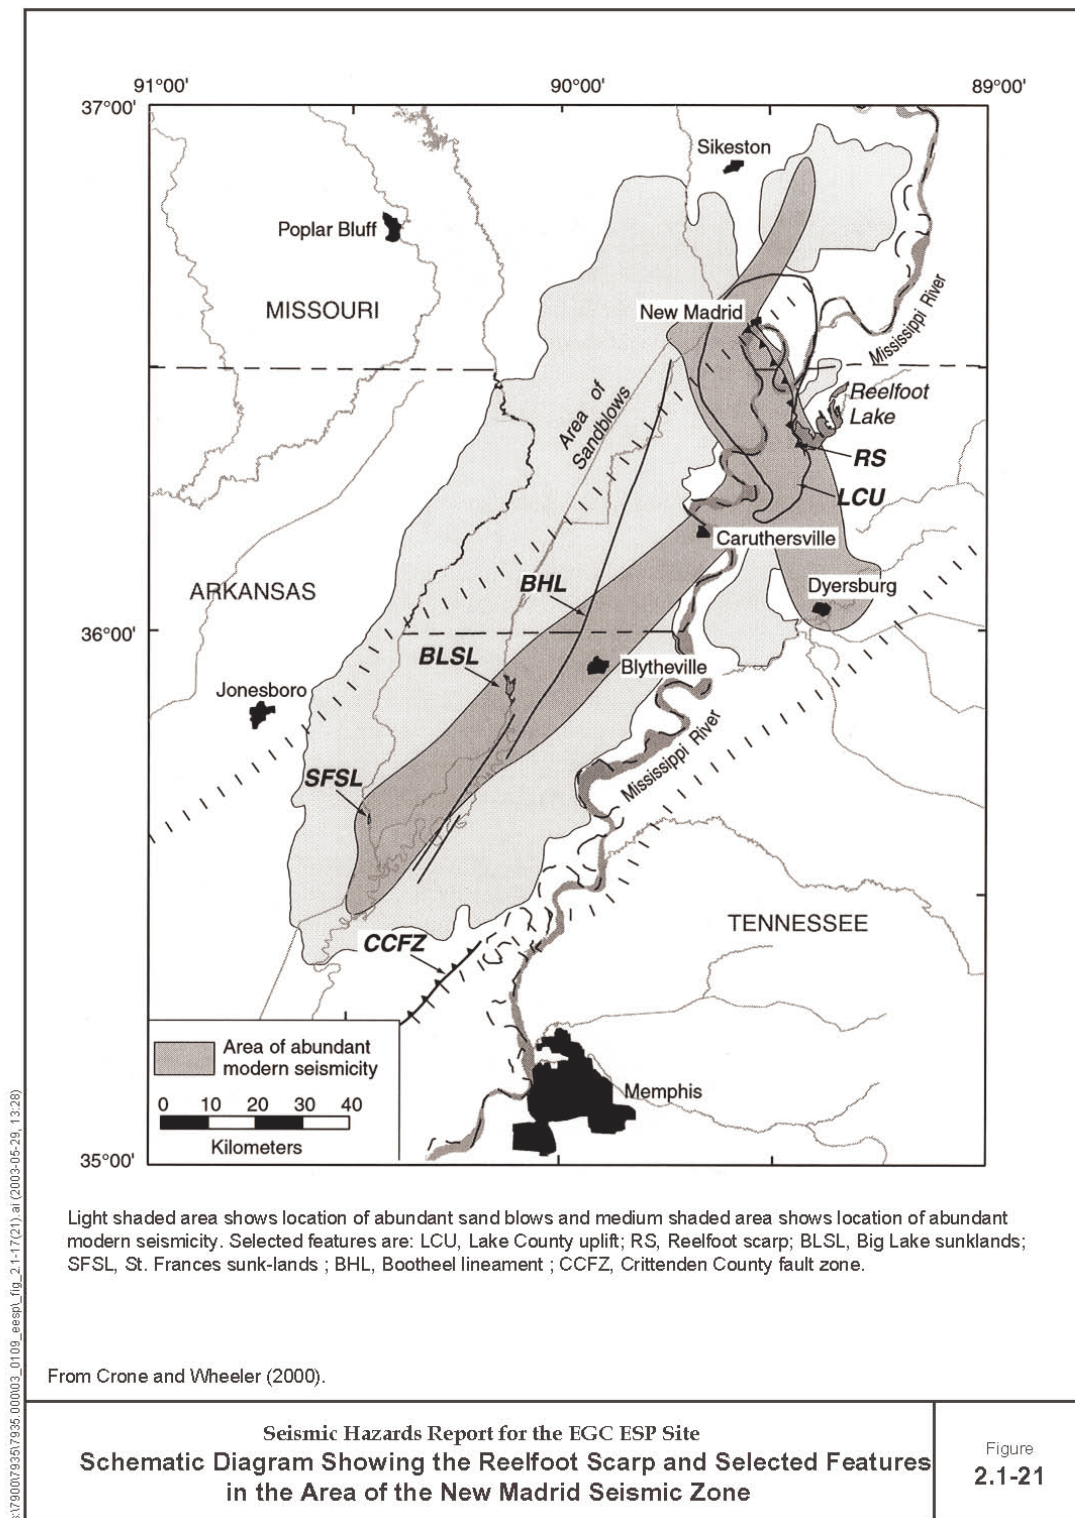 91°00'
90°00'
89°00'
37°00'
Sikeston
Poplar Bluff
MISSOURI
New Madrid
Mississippi River
Area of
Sandblows
Reelfoot
Lake
RS
LCU
Caruthersville
ARKANSAS
BHL
Dyersburg
36°00'
BLSL
Blytheville
Jonesboro
Mississippi River
SFSL
TENNESSEE
CCFZ
Area of abundant
modern seismicity
0 10 20 30 40
Kilometers
Memphis
35°00'
Light shaded area shows location of abundant sand blows and medium shaded area shows location of abundant
modern seismicity. Selected features are: LCU, Lake County uplift; RS, Reelfoot scarp; BLSL, Big Lake sunklands;
SFSL, St. Frances sunk-lands ; BHL, Bootheel lineament ; CCFZ, Crittenden County fault zone.
From Crone and Wheeler (2000).
Seismic Hazards Report for the EGC ESP Site
Schematic Diagram Showing the Reelfoot Scarp and Selected Features
in the Area of the New Madrid Seismic Zone
Figure
2.1-21
(2003-05-29, 13:28)